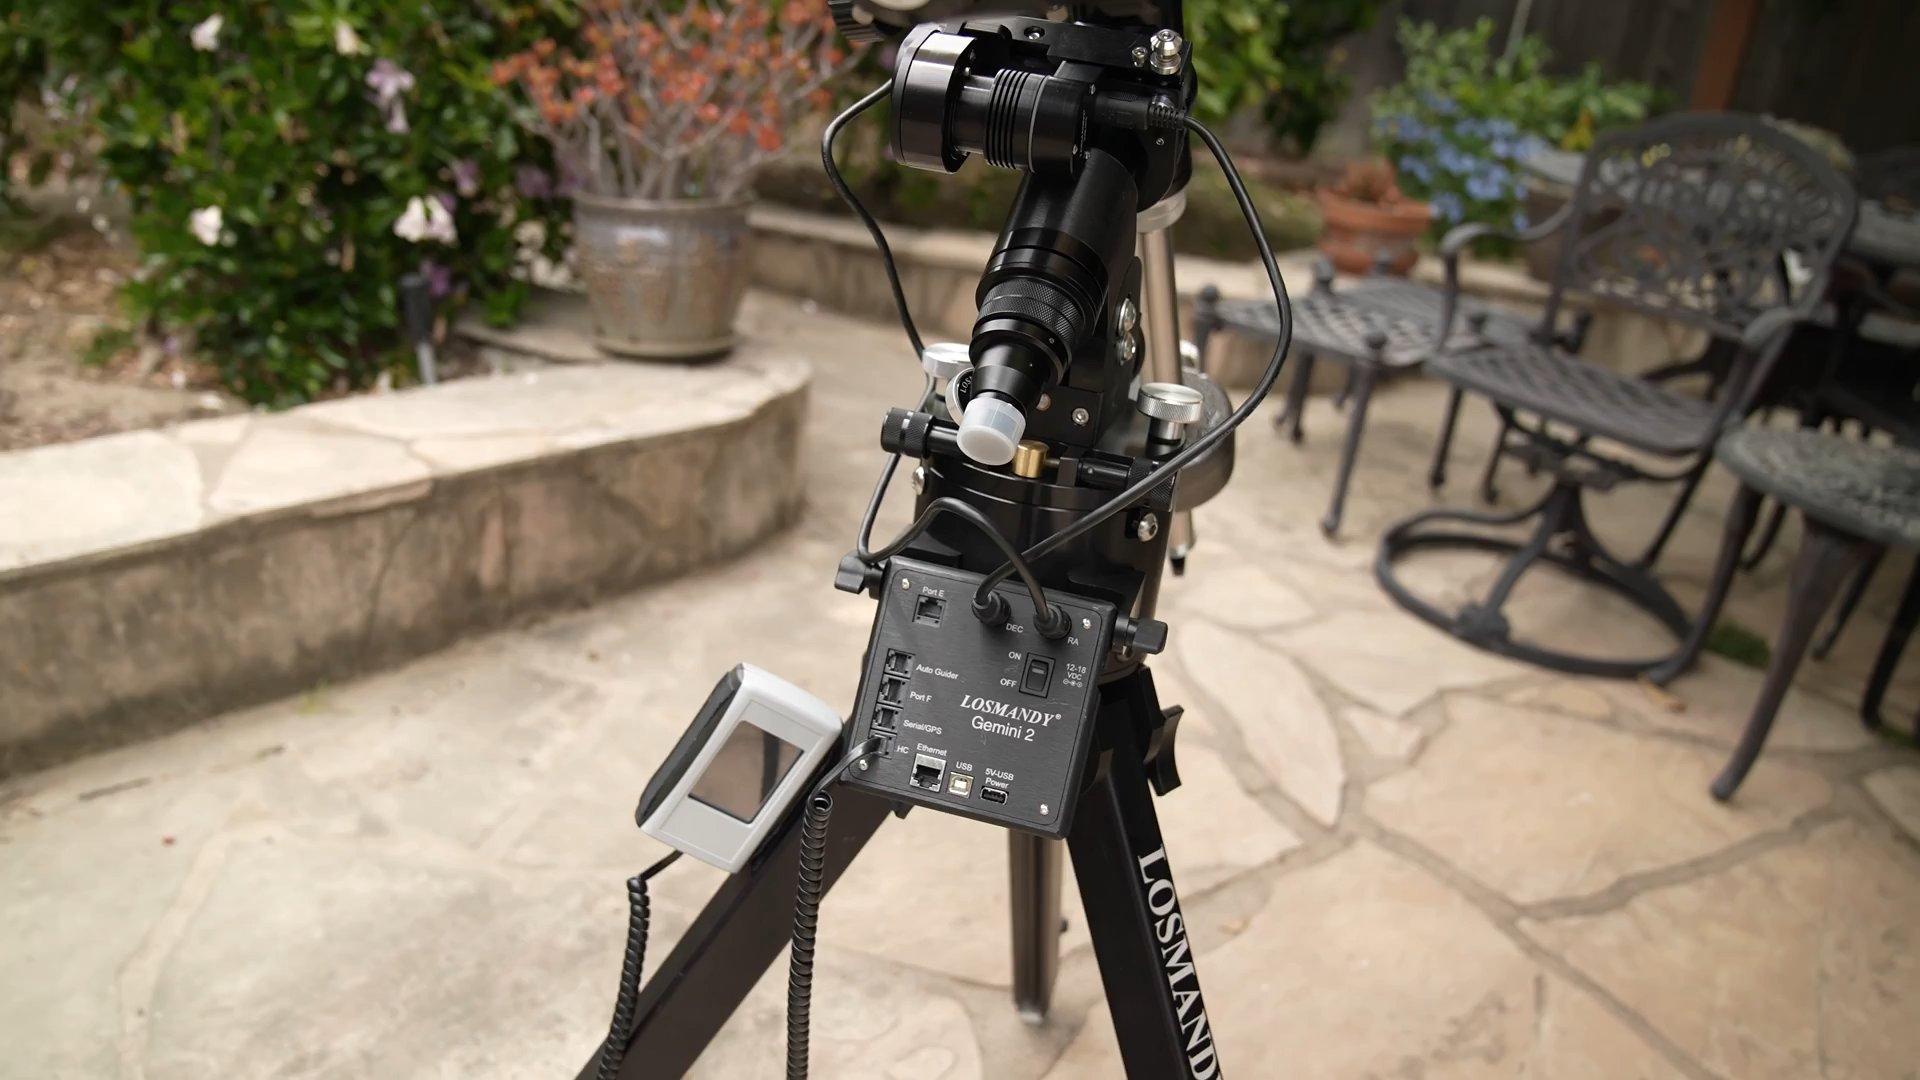 Port E
DEC
RA
ON
OFF
12-18
VDC
Auto Guider
Port F
Serial/GPS
HC
LOSMANDY®
Gemini 2
Ethernet
USB
5V-USB
Power
LOSMANDY